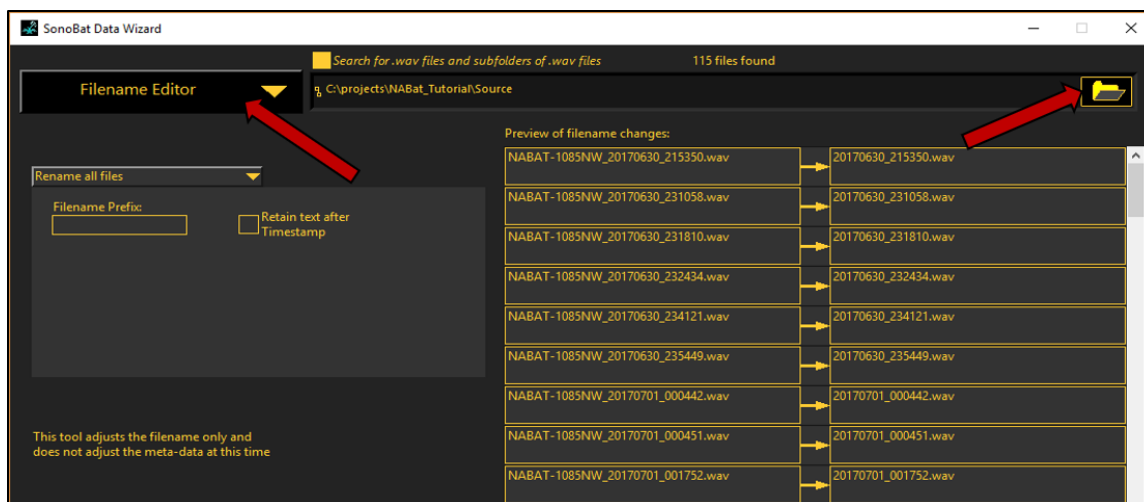 SonoBat Data Wizard
Search for .wav files and subfolders of .wav files
115 files found
Filename Editor
C:\projects\NABat_Tutorial\Source
Preview of filename changes:
NABAT-1085NW_20170630_215350.wav
20170630_215350.wav
Rename all files
NABAT-1085NW_20170630_231058.wav
20170630_231058.wav
Filename Prefix:
Retain text after
Timestamp
NABAT-1085NW_20170630_231810.wav
20170630_231810.wav
NABAT-1085NW_20170630_232434.wav
20170630_232434.wav
NABAT-1085NW_20170630_234121.wav
20170630_234121.wav
NABAT-1085NW_20170630_235449.wav
20170630_235449.wav
NABAT-1085NW_20170701_000442.wav
20170701_000442.wav
This tool adjusts the filename only and
does not adjust the meta-data at this time
NABAT-1085NW_20170701_000451.wav
20170701_000451.wav
NABAT-1085NW_20170701_001752.wav
20170701_001752.wav